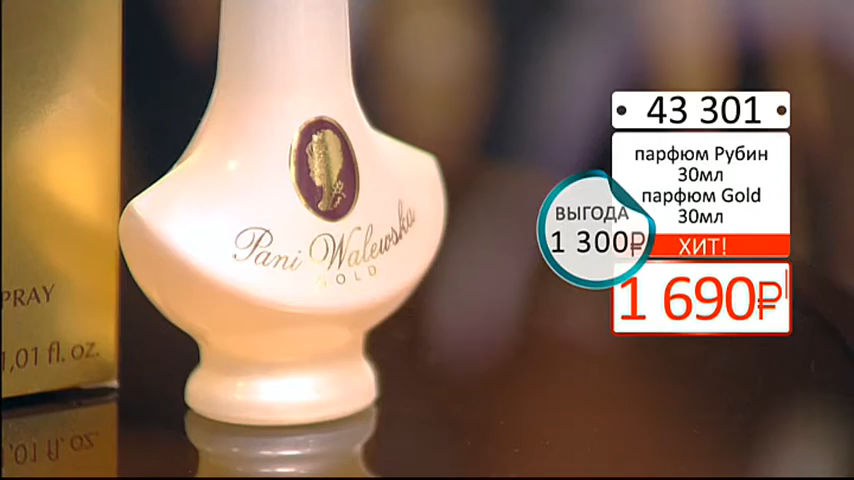 Pani Walewska
GOLD
PRAY
1,01 fl. oz.
43 301
парфюм Рубин
30мл
парфюм Gold
30мл
ХИТ!
ВЫГОДА
1 300₽
1 690₽